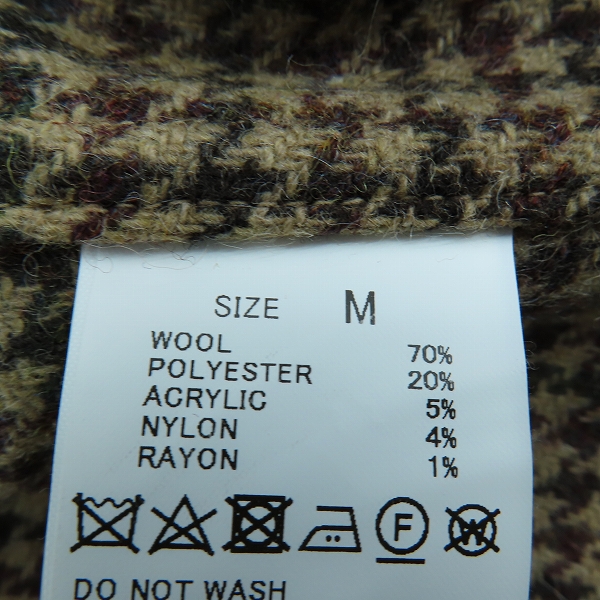 SIZE M
WOOL 70%
POLYESTER 20%
ACRYLIC 5%
NYLON 4%
RAYON 1%
F W
DO NOT WASH